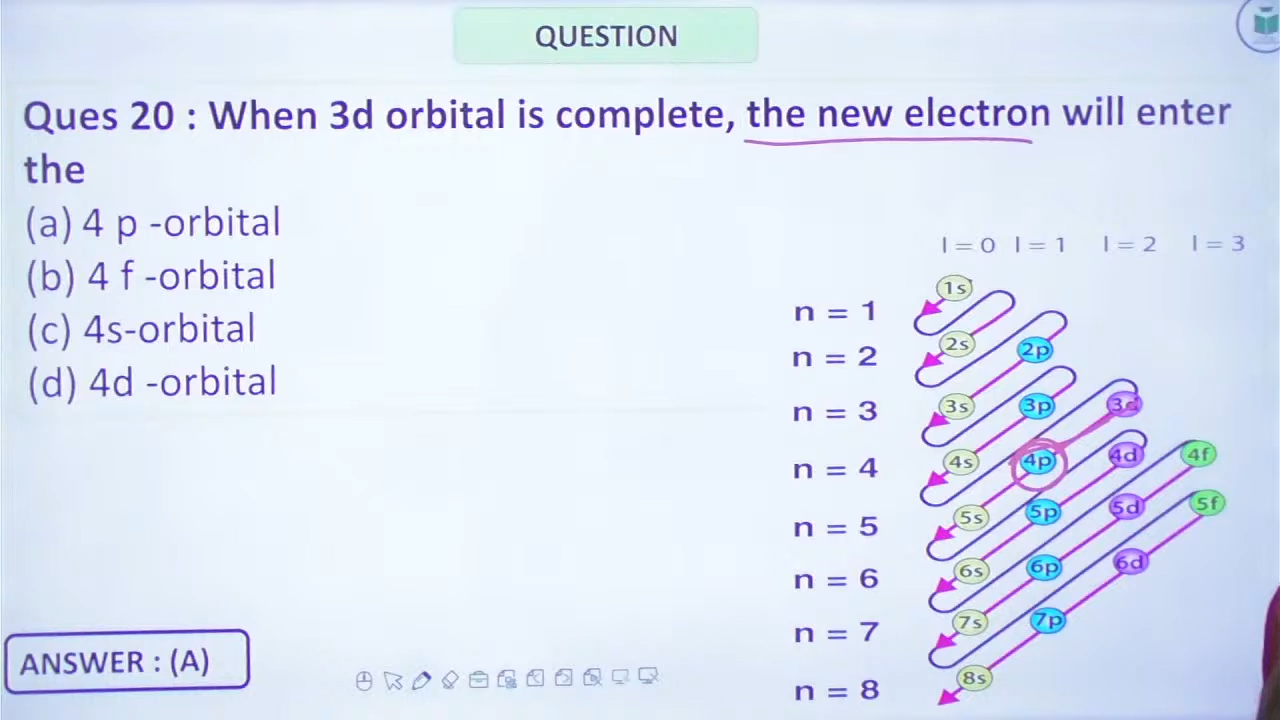 QUESTION
Ques 20 : When 3d orbital is complete, the new electron will enter
the
(a) 4 p -orbital
(b) 4 f -orbital
(c) 4s-orbital
(d) 4d -orbital
l = 0 l = 1 l = 2 l = 3
1s
n = 1
2s 2p
n = 2
3s 3p 3d
n = 3
4s 4p 4d 4f
n = 4
5s 5p 5d 5f
n = 5
6s 6p 6d
n = 6
7s 7p
n = 7
8s
n = 8
ANSWER : (A)